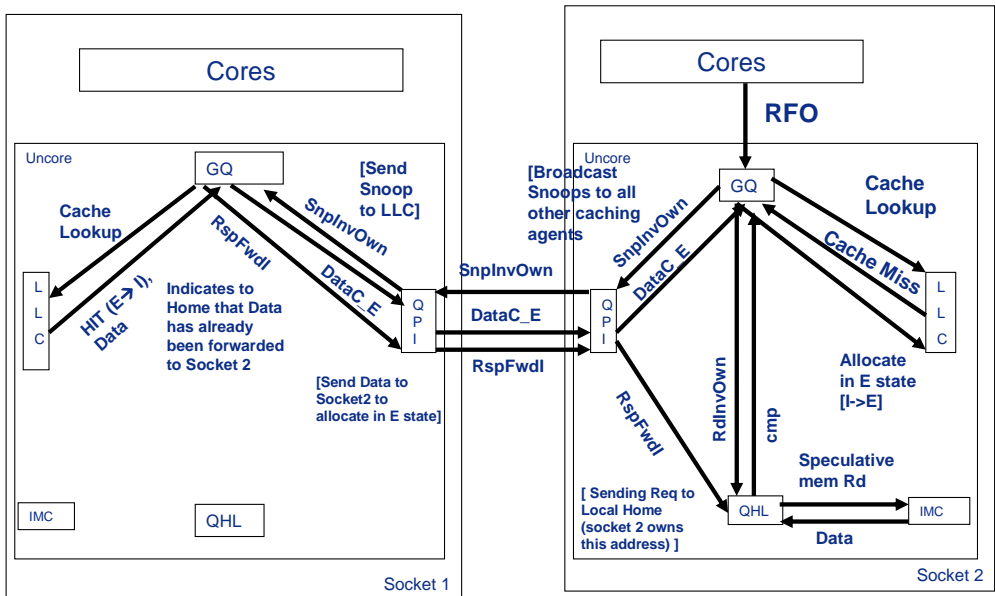 Cores
Uncore
GQ
[Send
Snoop
to LLC]
Cache
Lookup
SnpInvOwn
RspFwdI
DataC_E
L
L
C
HIT (E→ I),
Data
Indicates to
Home that Data
has already
been forwarded
to Socket 2
Q
P
I
[Send Data to
Socket2 to
allocate in E state]
IMC
QHL
Socket 1
SnpInvOwn
DataC_E
RspFwdI
Cores
RFO
Uncore
[Broadcast
Snoops to all
other caching
agents
GQ
Cache
Lookup
SnpInvOwn
DataC_E
Cache Miss
Q
P
I
L
L
C
Allocate
in E state
[I->E]
RspFwdI
RdInvOwn
cmp
Speculative
mem Rd
[ Sending Req to
Local Home
(socket 2 owns
this address) ]
QHL
IMC
Data
Socket 2